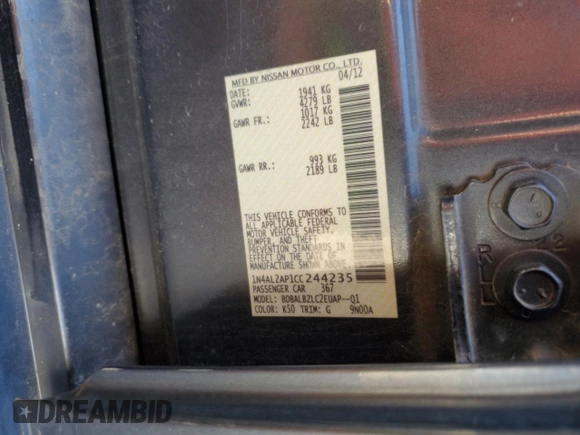 MFD BY NISSAN MOTOR CO., LTD.
DATE: 04/12
GVWR: 1941 KG
4279 LB
GAWR FR.: 1017 KG
2242 LB
GAWR RR.: 993 KG
2189 LB
THIS VEHICLE CONFORMS TO
ALL APPLICABLE FEDERAL
MOTOR VEHICLE SAFETY,
BUMPER, AND THEFT
PREVENTION STANDARDS
IN EFFECT ON THE DATE OF
MANUFACTURE SHOWN ABOVE
1N4AL2AP1CC244235
PASSENGER CAR 367
MODEL: BDBALBZLC2EUAP--Q1
COLOR: K50 TRIM: G 9N00A
DREAMBID